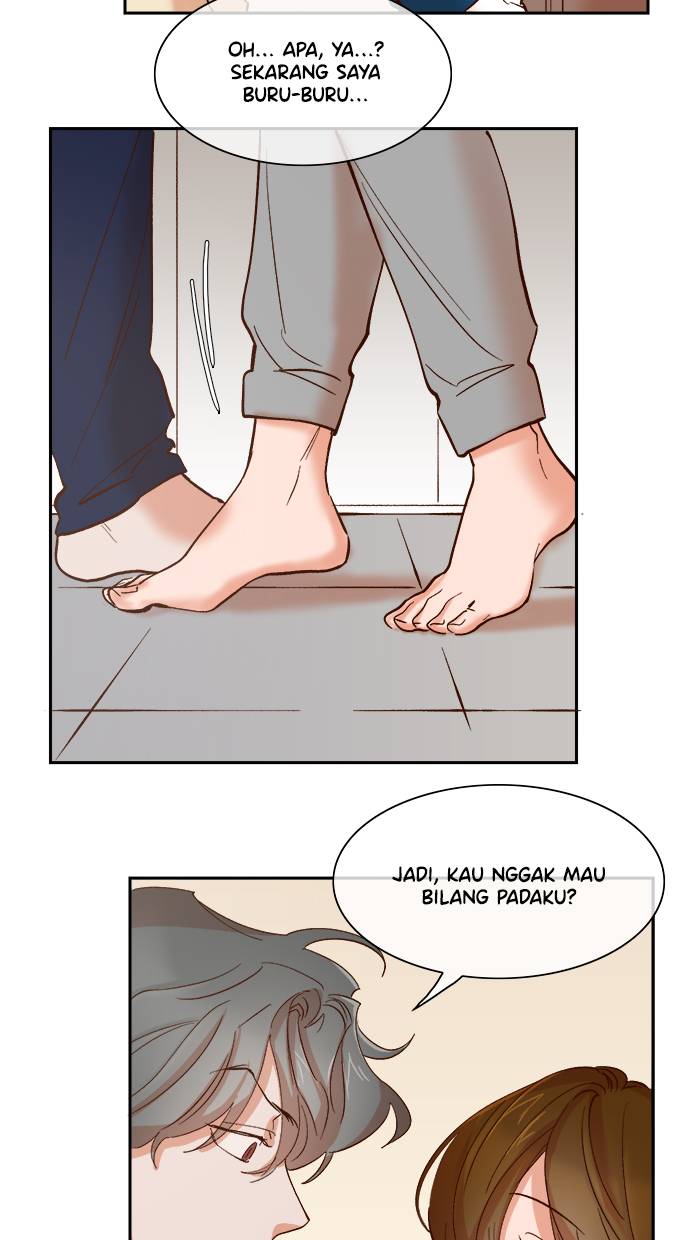 OH... APA, YA...?
SEKARANG SAYA
BURU-BURU...
JADI, KAU NGGAK MAU
BILANG PADAKU?